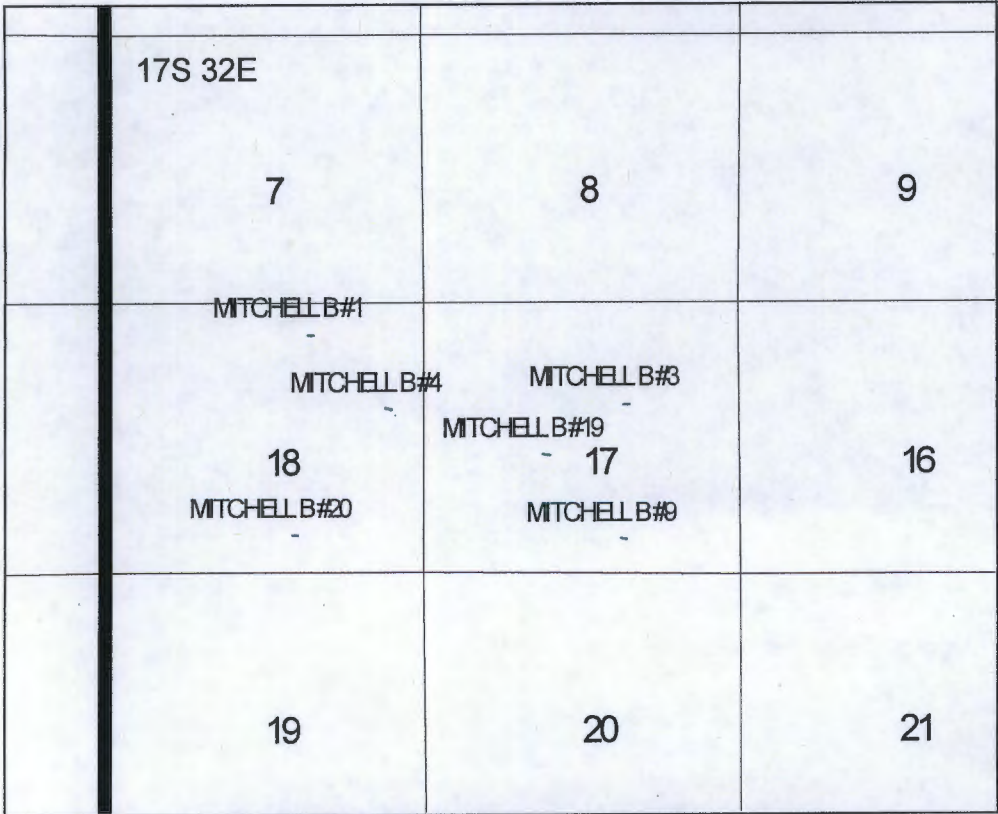 17S 32E
7
8
9
MITCHELL B#1
MITCHELL B#4
MITCHELL B#3
MITCHELL B#19
18
17
16
MITCHELL B#20
MITCHELL B#9
19
20
21